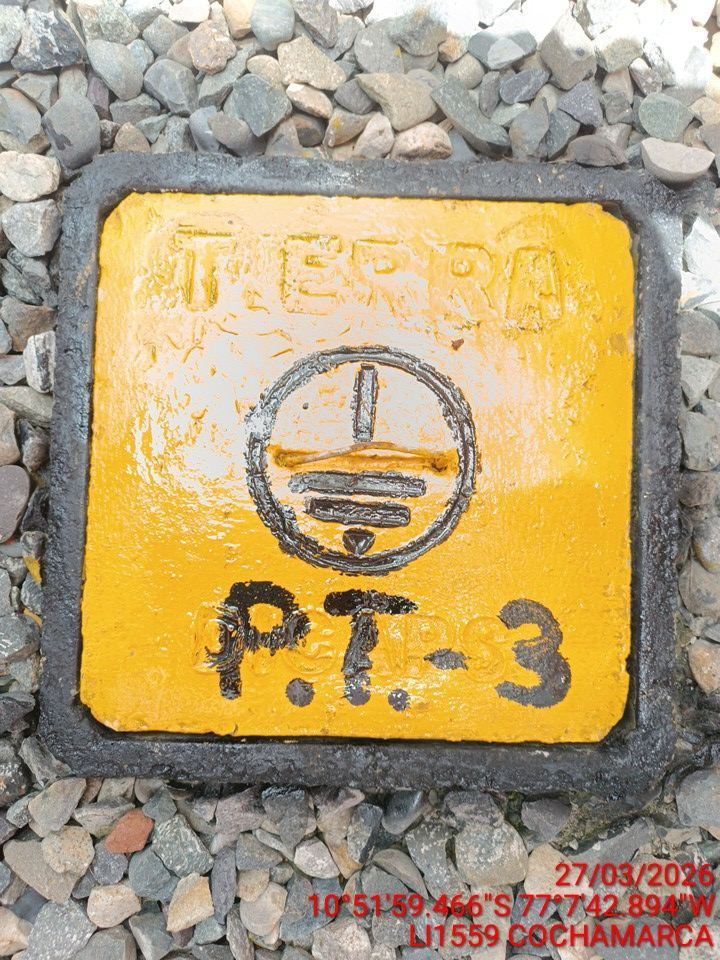 TIERRA
P.T.-3
27/03/2026
10°51'59.466"S 77°7'42.894"W
LI1559 COCHAMARCA